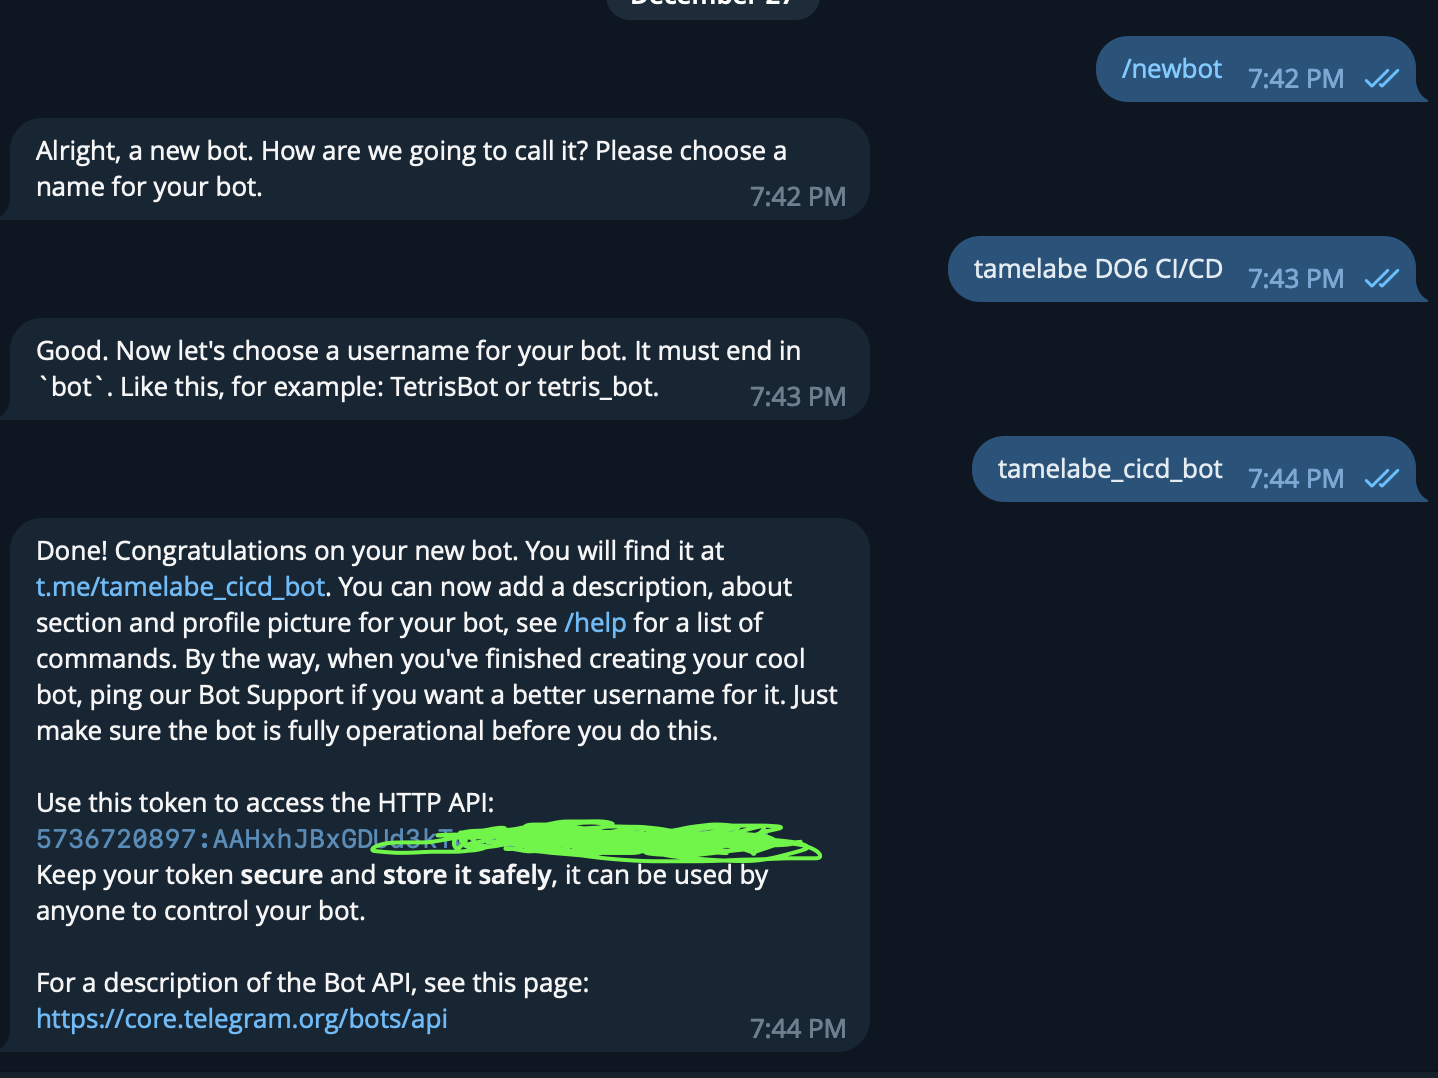 December 27
/newbot 7:42 PM
Alright, a new bot. How are we going to call it? Please choose a
name for your bot.
7:42 PM
tamelabe DO6 CI/CD 7:43 PM
Good. Now let's choose a username for your bot. It must end in
`bot`. Like this, for example: TetrisBot or tetris_bot.
7:43 PM
tamelabe_cicd_bot 7:44 PM
Done! Congratulations on your new bot. You will find it at
t.me/tamelabe_cicd_bot. You can now add a description, about
section and profile picture for your bot, see /help for a list of
commands. By the way, when you've finished creating your cool
bot, ping our Bot Support if you want a better username for it. Just
make sure the bot is fully operational before you do this.
Use this token to access the HTTP API:
Keep your token secure and store it safely, it can be used by
anyone to control your bot.
For a description of the Bot API, see this page:
https://core.telegram.org/bots/api
7:44 PM